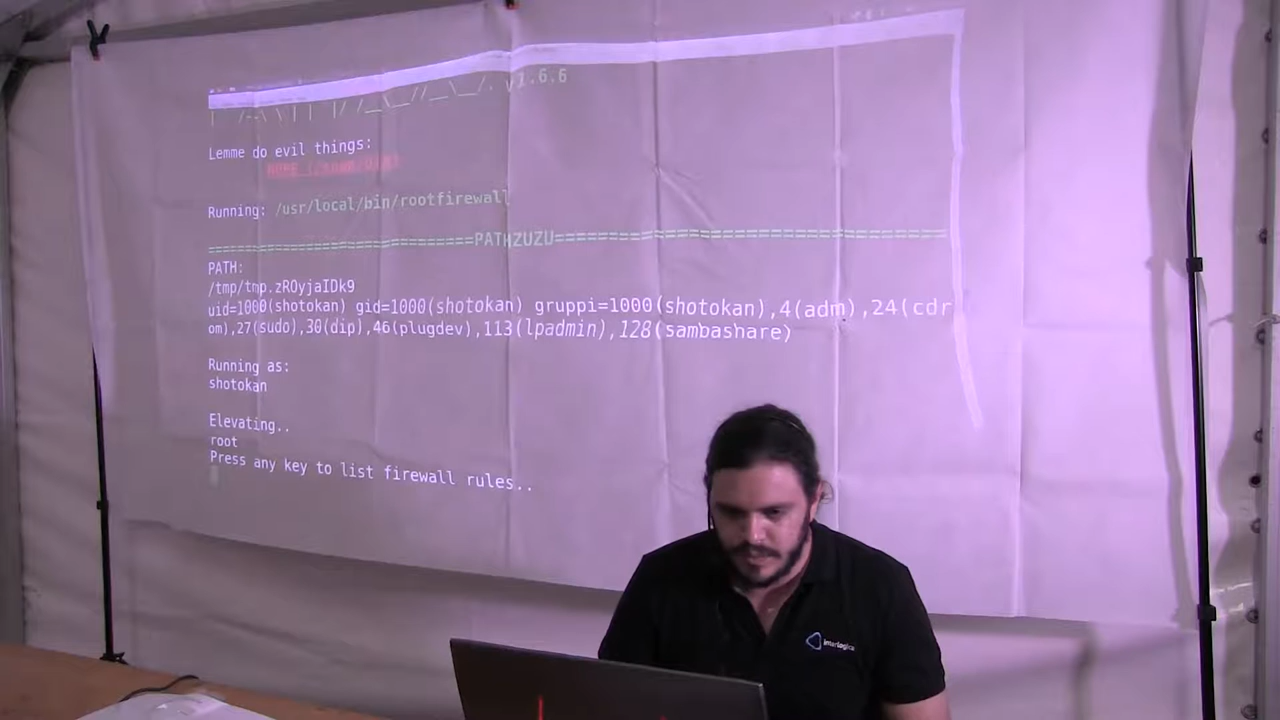 v1.6.6
Lemme do evil things:
Running: /usr/local/bin/rootfirewall
PATHZUZU
PATH:
/tmp/tmp.zROyjaIDk9
uid=1000(shotokan) gid=1000(shotokan) gruppi=1000(shotokan),4(adm),24(cdr
om),27(sudo),30(dip),46(plugdev),113(lpadmin),128(sambashare)
Running as:
shotokan
Elevating..
root
Press any key to list firewall rules..
interlogica